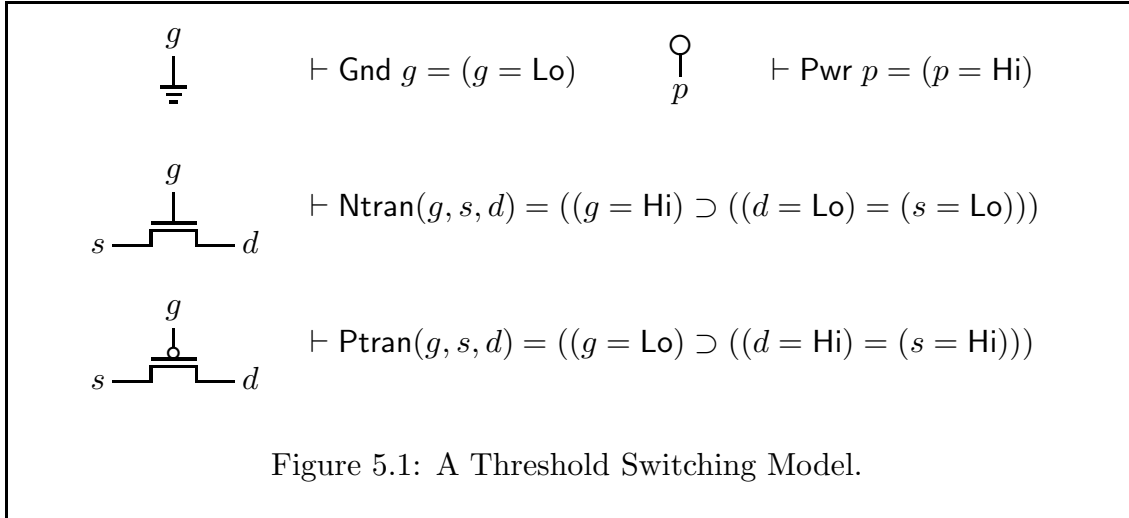 g
⊢ Gnd g = (g = Lo)
p
⊢ Pwr p = (p = Hi)
g
s d
⊢ Ntran(g, s, d) = ((g = Hi) ⊃ ((d = Lo) = (s = Lo)))
g
s d
⊢ Ptran(g, s, d) = ((g = Lo) ⊃ ((d = Hi) = (s = Hi)))
Figure 5.1: A Threshold Switching Model.